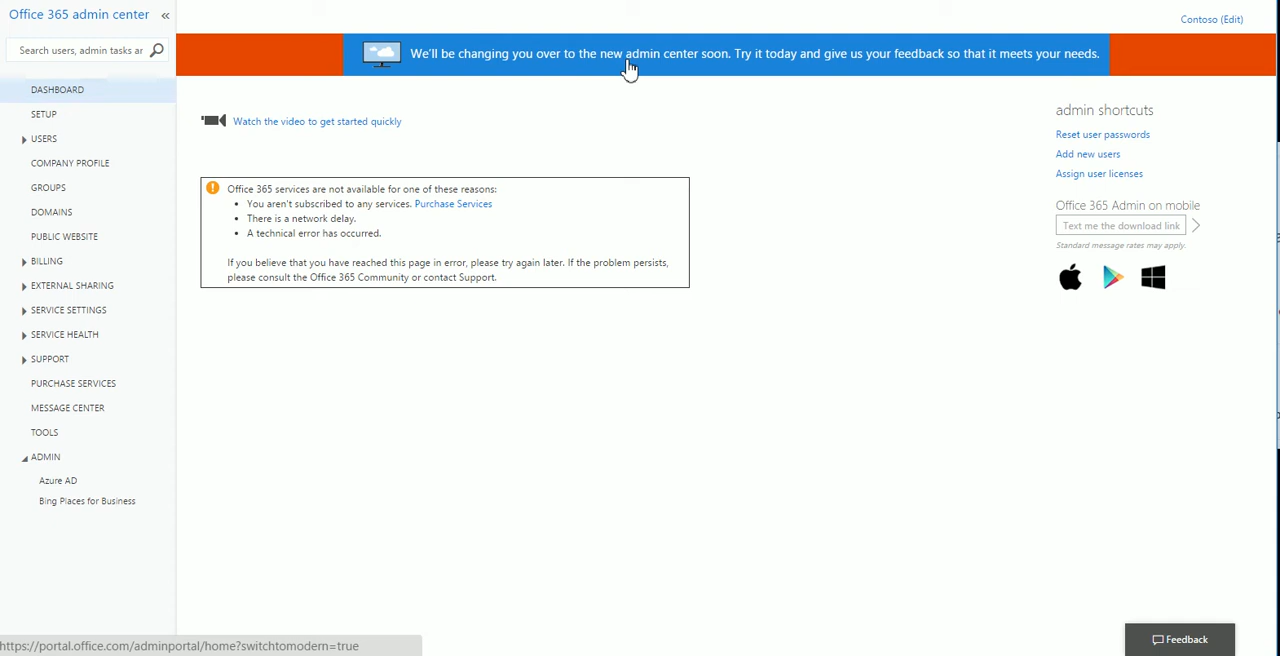 Office 365 admin center «
Contoso (Edit)
Search users, admin tasks ar
We'll be changing you over to the new admin center soon. Try it today and give us your feedback so that it meets your needs.
DASHBOARD
SETUP
USERS
COMPANY PROFILE
GROUPS
DOMAINS
PUBLIC WEBSITE
BILLING
EXTERNAL SHARING
SERVICE SETTINGS
SERVICE HEALTH
SUPPORT
PURCHASE SERVICES
MESSAGE CENTER
TOOLS
ADMIN
Azure AD
Bing Places for Business
Watch the video to get started quickly
Office 365 services are not available for one of these reasons:
• You aren't subscribed to any services. Purchase Services
• There is a network delay.
• A technical error has occurred.
If you believe that you have reached this page in error, please try again later. If the problem persists,
please consult the Office 365 Community or contact Support.
admin shortcuts
Reset user passwords
Add new users
Assign user licenses
Office 365 Admin on mobile
Text me the download link
Standard message rates may apply.
Feedback
https://portal.office.com/adminportal/home?switchtomodern=true